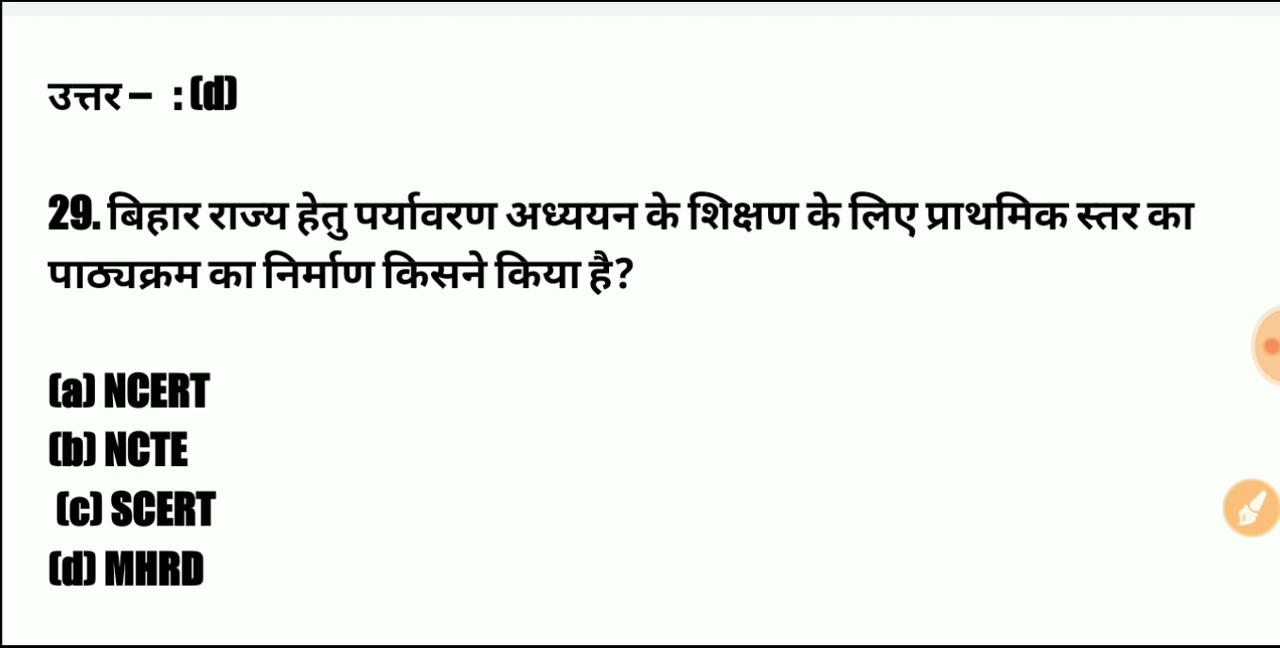 उत्तर – : (d)
29. बिहार राज्य हेतु पर्यावरण अध्ययन के शिक्षण के लिए प्राथमिक स्तर का
पाठ्यक्रम का निर्माण किसने किया है?
(a) NCERT
(b) NCTE
(c) SCERT
(d) MHRD